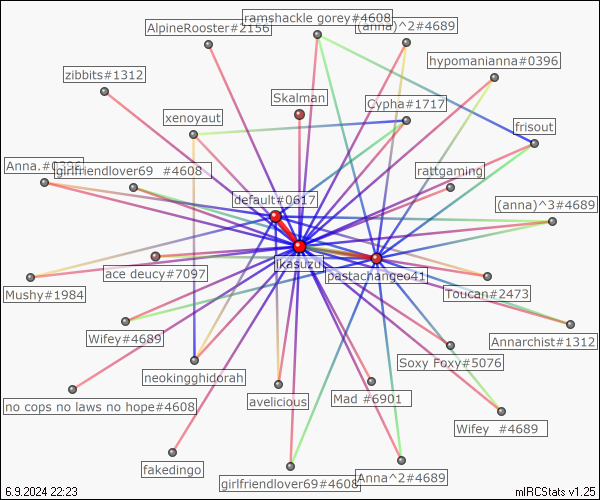 ramshackle gorey#4608
AlpineRooster#2156
(anna)^2#4689
hypomanianna#0396
zibbits#1312
Skalman
Cypha#1717
xenoyaut
frisout
Anna.#0396
girlfriendlover69 #4608
rattgaming
default#0617
(anna)^3#4689
ikasuzu
pastachangeo41
ace deucy#7097
Mushy#1984
Toucan#2473
Wifey#4689
Annarchist#1312
Soxy Foxy#5076
neokingghidorah
no cops no laws no hope#4608
avelicious
Mad #6901
Wifey #4689
fakedingo
girlfriendlover69#4608
Anna^2#4689
6.9.2024 22:23
mIRCStats v1.25